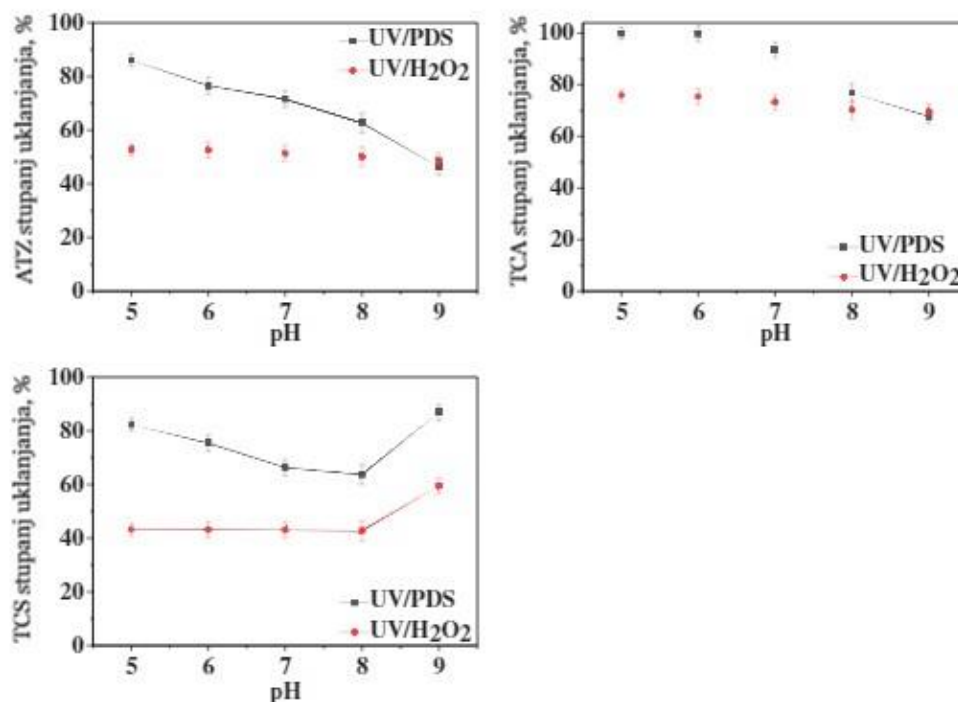 ATZ stupanj uklanjanja, %
100
80
60
40
20
0
UV/PDS
UV/H2O2
5 6 7 8 9
pH
TCA stupanj uklanjanja, %
100
80
60
40
20
0
UV/PDS
UV/H2O2
5 6 7 8 9
pH
TCS stupanj uklanjanja, %
100
80
60
40
20
0
UV/PDS
UV/H2O2
5 6 7 8 9
pH